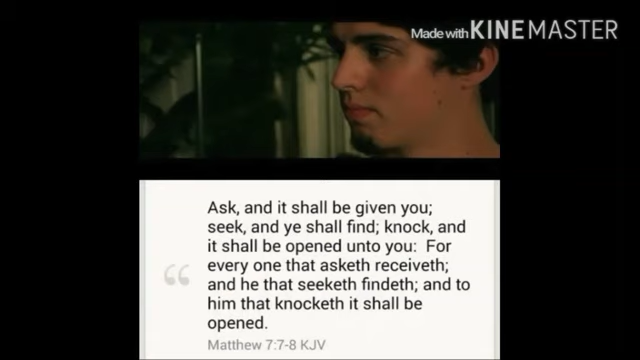 Made with KINEMASTER
Ask, and it shall be given you;
seek, and ye shall find; knock, and
it shall be opened unto you:  For
every one that asketh receiveth;
and he that seeketh findeth; and to
him that knocketh it shall be
opened.
Matthew 7:7-8 KJV